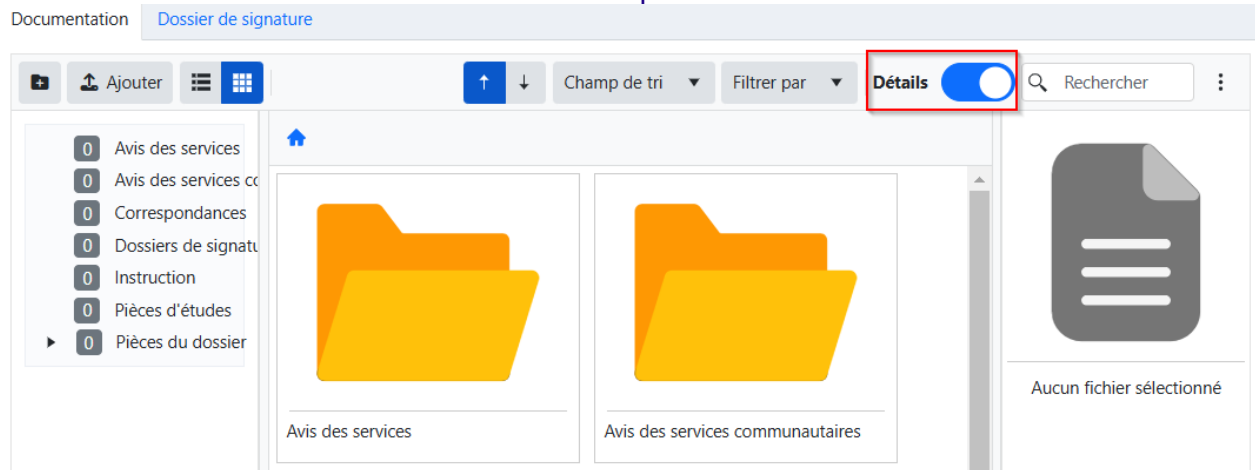 Documentation Dossier de signature
Ajouter Champ de tri Filtrer par Détails Rechercher
0 Avis des services
0 Avis des services co
0 Correspondances
0 Dossiers de signatu
0 Instruction
0 Pièces d'études
0 Pièces du dossier
Avis des services Avis des services communautaires
Aucun fichier sélectionné